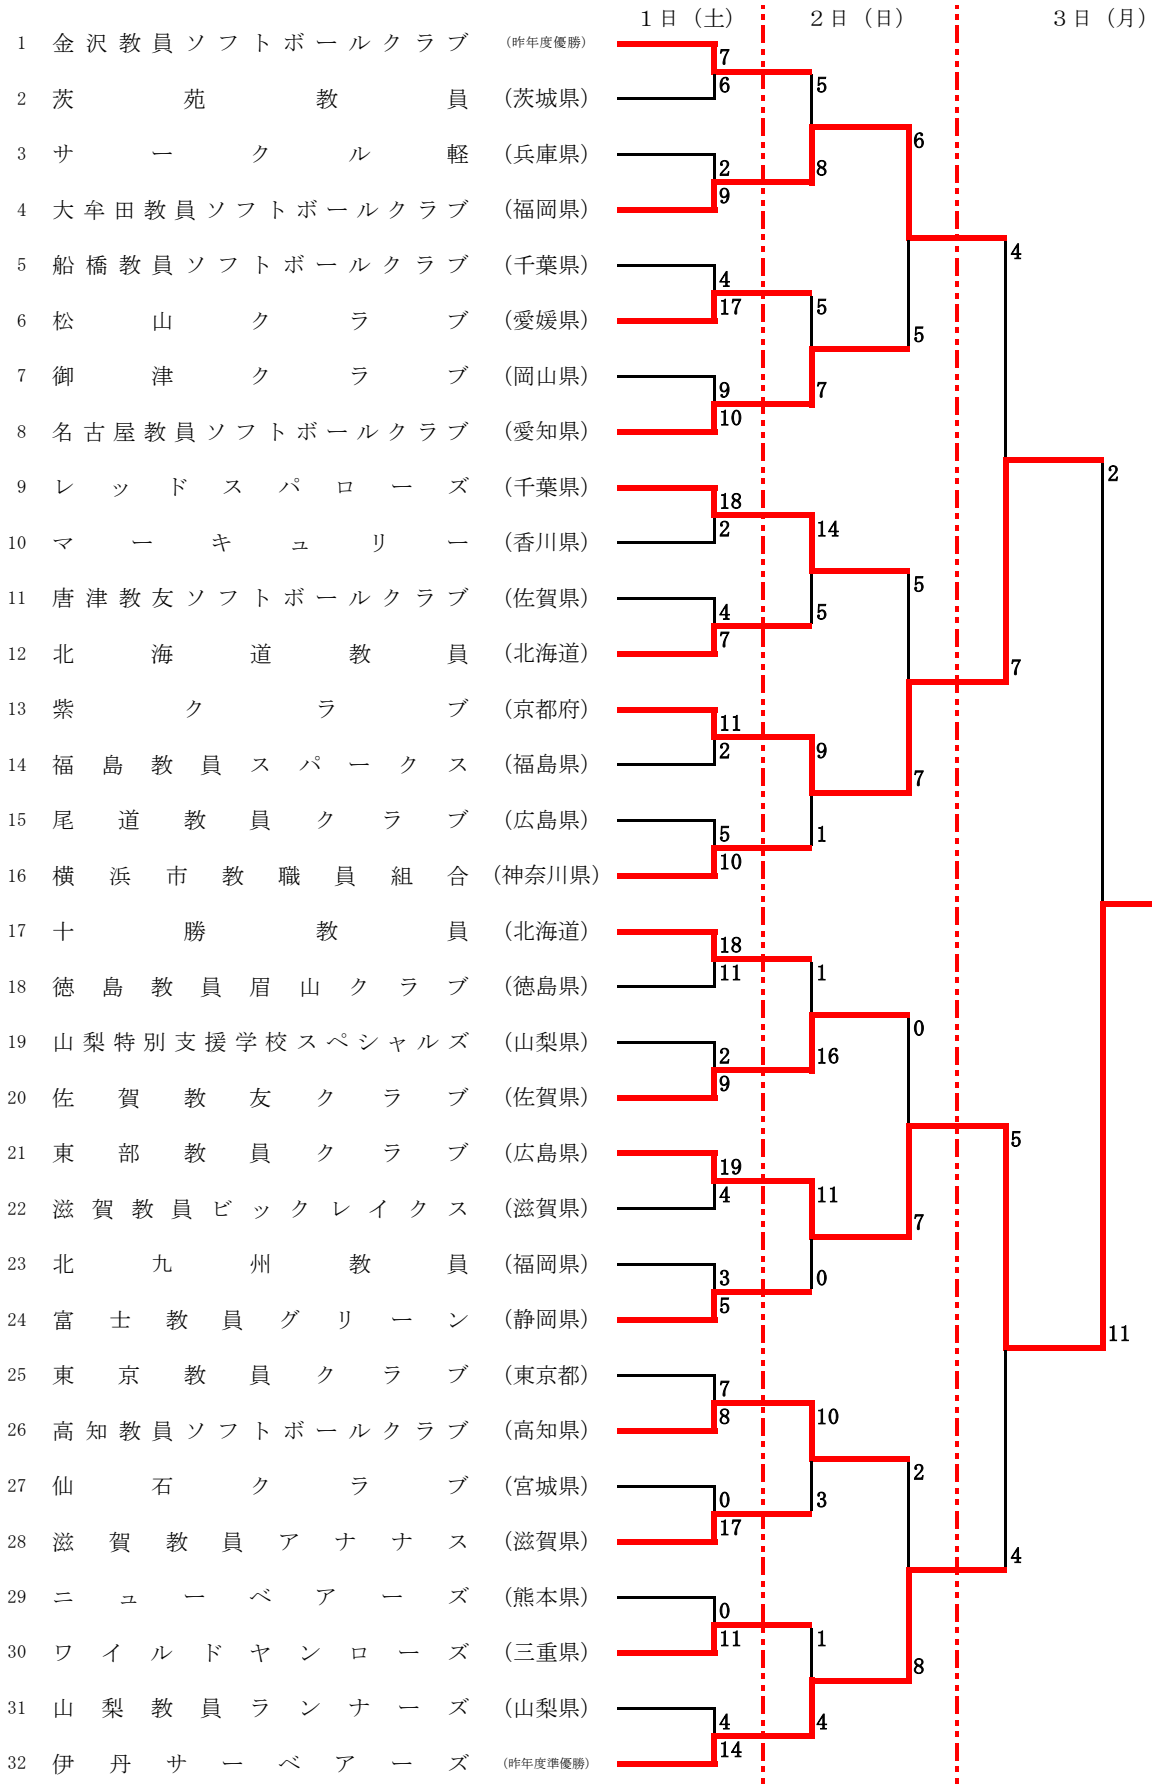 １日（土） ２日（日） ３日（月）
1 金沢教員ソフトボールクラブ （昨年度優勝）
7
6
2 茨苑教員 （茨城県）
5
3 サークル軽 （兵庫県）
6
2
8
9
4 大牟田教員ソフトボールクラブ （福岡県）
4
5 船橋教員ソフトボールクラブ （千葉県）
4
17
5
6 松山クラブ （愛媛県）
5
7 御津クラブ （岡山県）
9
7
10
8 名古屋教員ソフトボールクラブ （愛知県）
2
9 レッドスパローズ （千葉県）
18
2
14
10 マーキュリー （香川県）
5
11 唐津教友ソフトボールクラブ （佐賀県）
4
5
7
12 北海道教員 （北海道）
7
13 紫クラブ （京都府）
11
2
9
14 福島教員スパークス （福島県）
7
15 尾道教員クラブ （広島県）
5
1
10
16 横浜市教職員組合 （神奈川県）
17 十勝教員 （北海道）
18
11
1
18 徳島教員眉山クラブ （徳島県）
0
19 山梨特別支援学校スペシャルズ （山梨県）
2
16
9
20 佐賀教友クラブ （佐賀県）
5
21 東部教員クラブ （広島県）
19
4
11
22 滋賀教員ビックレイクス （滋賀県）
7
23 北九州教員 （福岡県）
3
0
5
24 富士教員グリーン （静岡県）
11
25 東京教員クラブ （東京都）
7
8
10
26 高知教員ソフトボールクラブ （高知県）
2
27 仙石クラブ （宮城県）
0
3
17
28 滋賀教員アナナス （滋賀県）
4
29 ニューベアーズ （熊本県）
0
11
1
30 ワイルドヤンローズ （三重県）
8
31 山梨教員ランナーズ （山梨県）
4
4
14
32 伊丹サーベアーズ （昨年度準優勝）